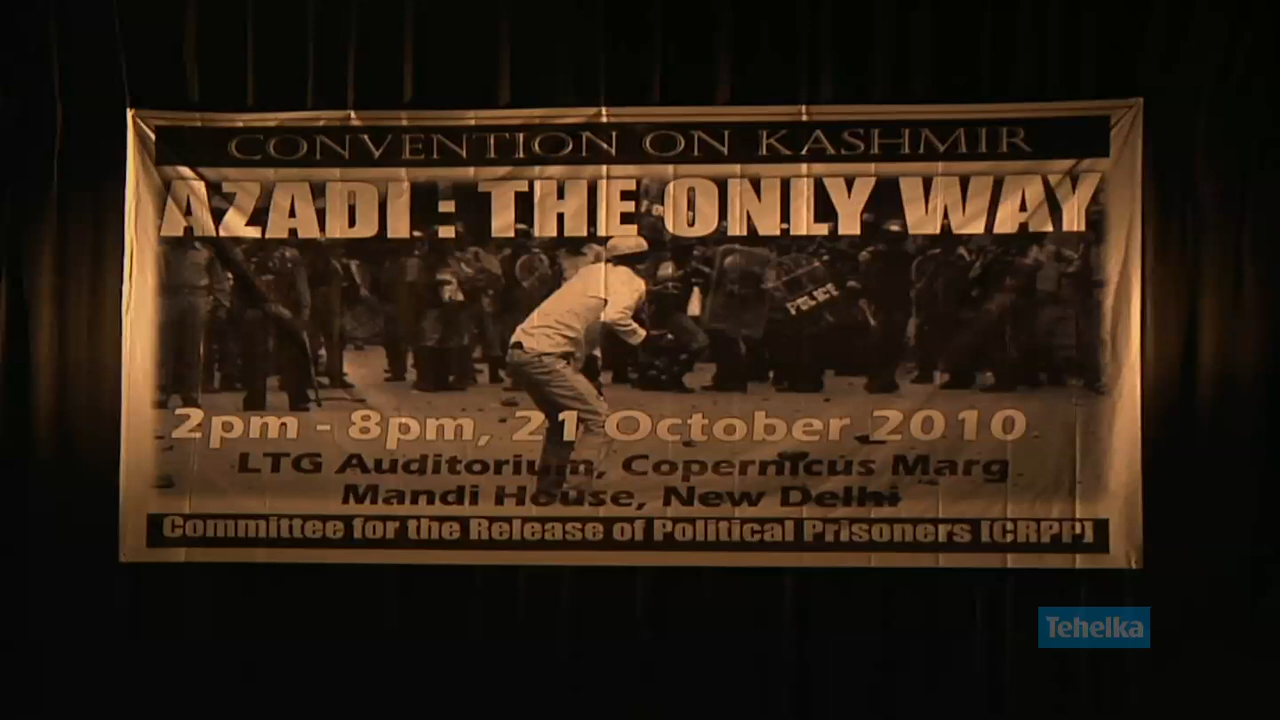 CONVENTION ON KASHMIR
AZADI : THE ONLY WAY
POLICE
2pm - 8pm, 21 October 2010
LTG Auditorium, Copernicus Marg
Mandi House, New Delhi
Committee for the Release of Political Prisoners [CRPP]
Tehelka